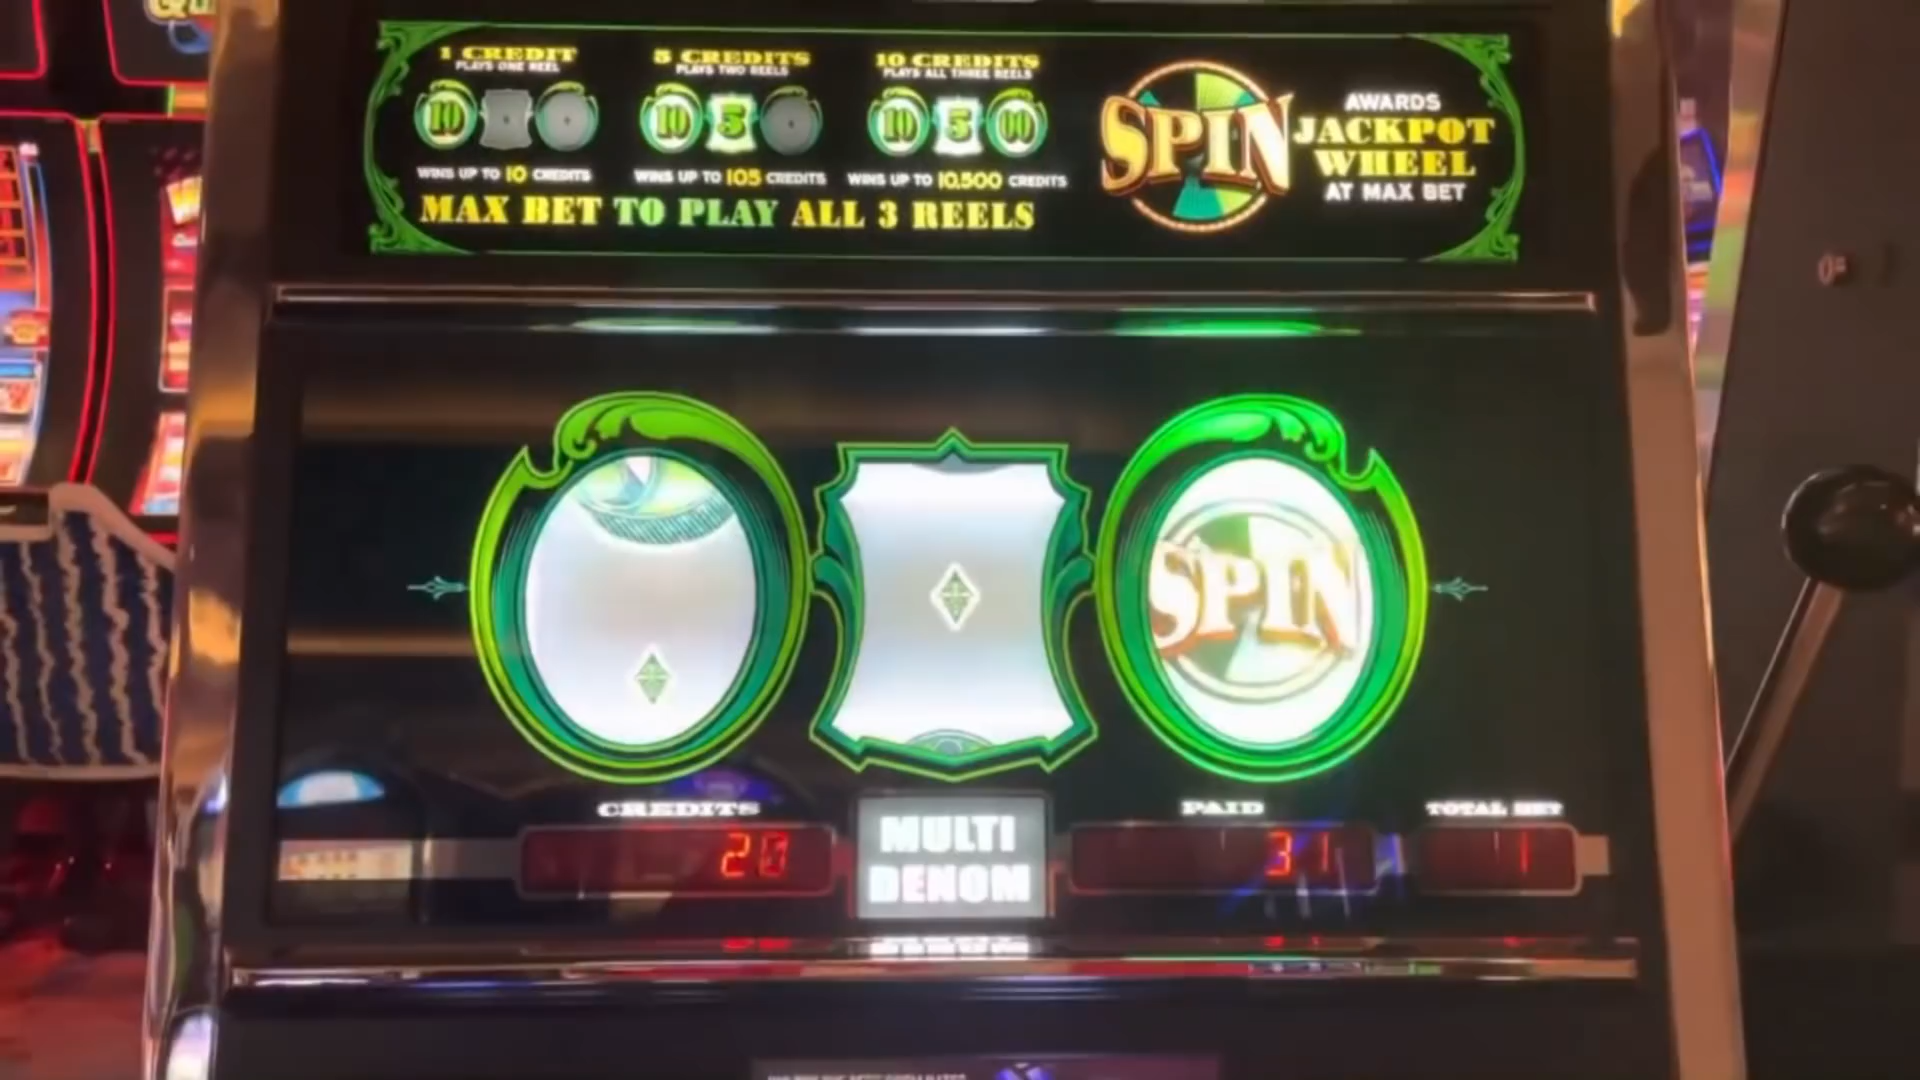 1 CREDIT
PLAYS ONE REEL
10
WINS UP TO 10 CREDITS
5 CREDITS
PLAYS TWO REELS
10 5
WINS UP TO 105 CREDITS
10 CREDITS
PLAYS ALL THREE REELS
10 5 00
WINS UP TO 10,500 CREDITS
MAX BET TO PLAY ALL 3 REELS
SPIN
AWARDS
JACKPOT
WHEEL
AT MAX BET
SPIN
CREDITS
20
MULTI
DENOM
PAID
31
TOTAL BET
1